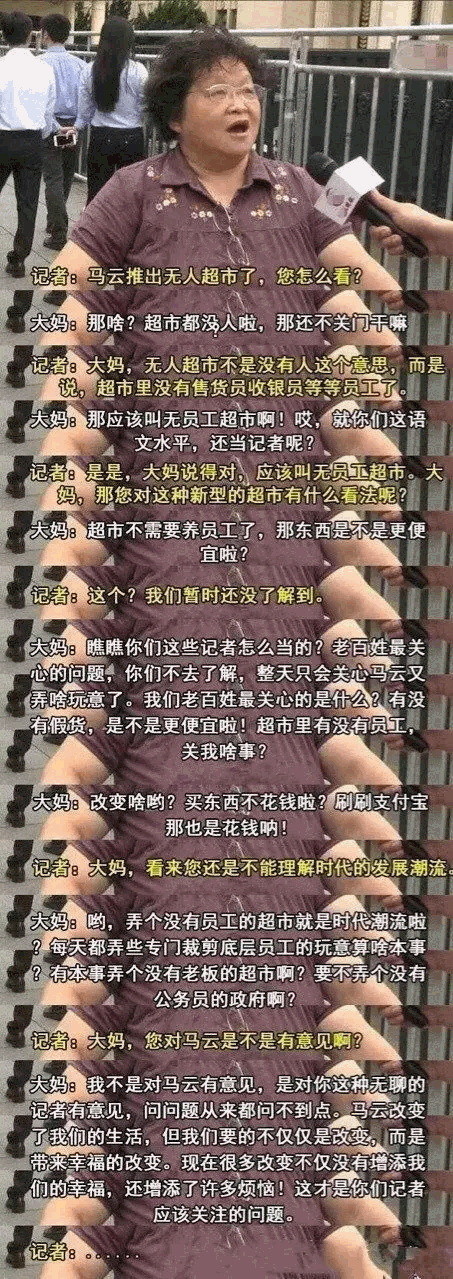 记者：马云推出无人超市了，您怎么看？
大妈：那啥？超市都没人啦，那还不关门干嘛
记者：大妈，无人超市不是没有人这个意思，而是
说，超市里没有售货员收银员等等员工了。
大妈：那应该叫无员工超市啊！哎，就你们这语
文水平，还当记者呢？
记者：是是，大妈说得对，应该叫无员工超市。大
妈，那您对这种新型的超市有什么看法呢？
大妈：超市不需要养员工了，那东西是不是更便
宜啦？
记者：这个？我们暂时还没了解到。
大妈：瞧瞧你们这些记者怎么当的？老百姓最关
心的问题，你们不去了解，整天只会关心马云又
弄啥玩意了。我们老百姓最关心的是什么？有没
有假货，是不是更便宜啦！超市里有没有员工，
关我啥事？
大妈：改变啥哟？买东西不花钱啦？刷刷支付宝
那也是花钱呐！
记者：大妈，看来您还是不能理解时代的发展潮流。
大妈：哟，弄个没有员工的超市就是时代潮流啦
？每天都弄些专门裁剪底层员工的玩意算啥本事
？有本事弄个没有老板的超市啊？要不弄个没有
公务员的政府啊？
记者：大妈，您对马云是不是有意见啊？
大妈：我不是对马云有意见，是对你这种无聊的
记者有意见，问问题从来都问不到点。马云改变
了我们的生活，但我们要的不仅仅是改变，而是
带来幸福的改变。现在很多改变不仅没有增添我
们的幸福，还增添了许多烦恼！这才是你们记者
应该关注的问题。
记者：......